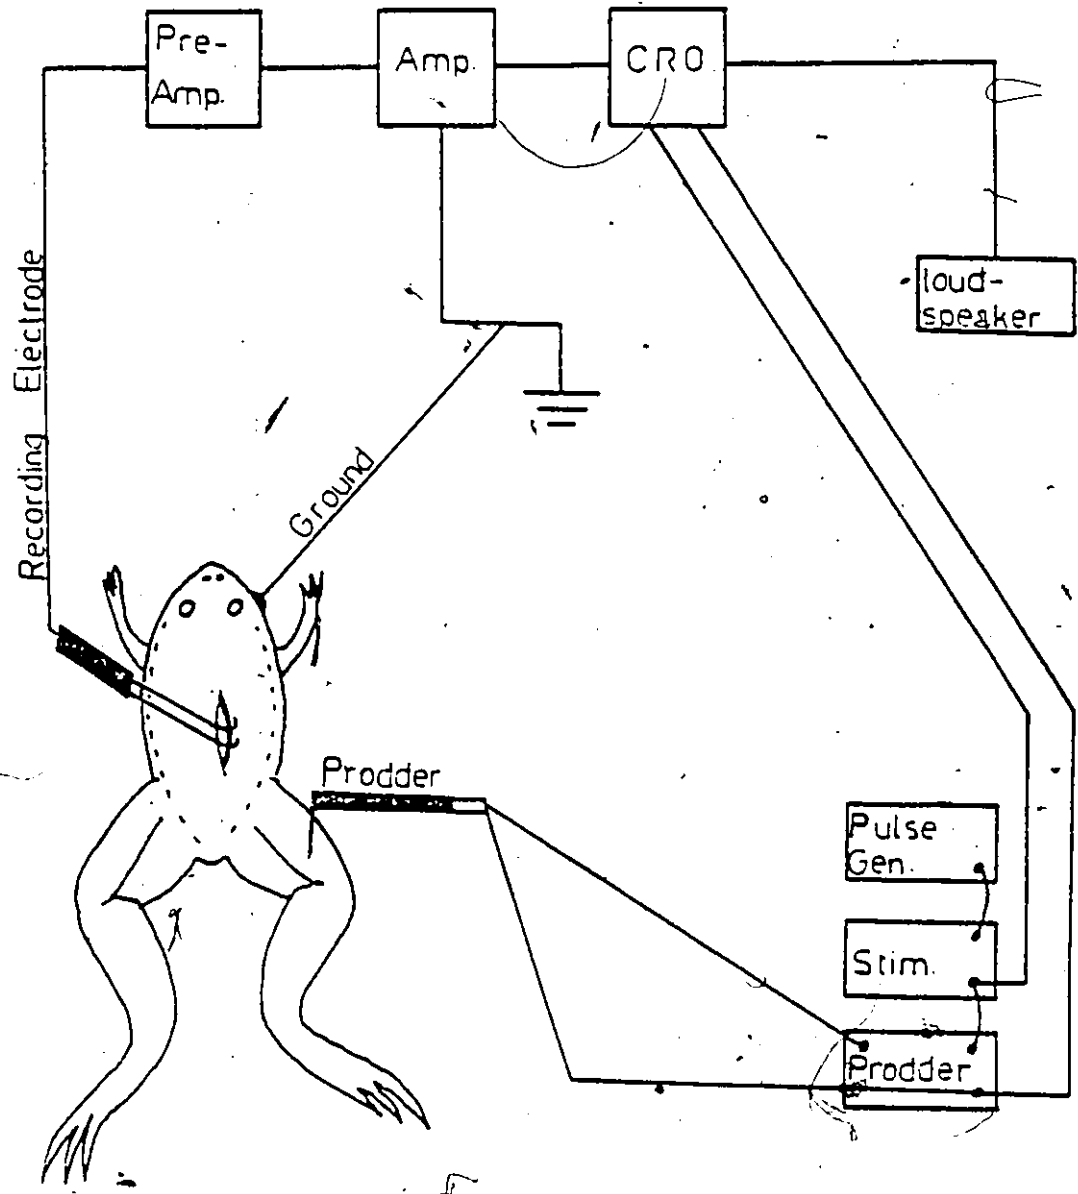 Pre-
Amp.
Amp.
CRO
loud-
speaker
Recording Electrode
Ground
Prodder
Pulse
Gen.
Stim.
Prodder